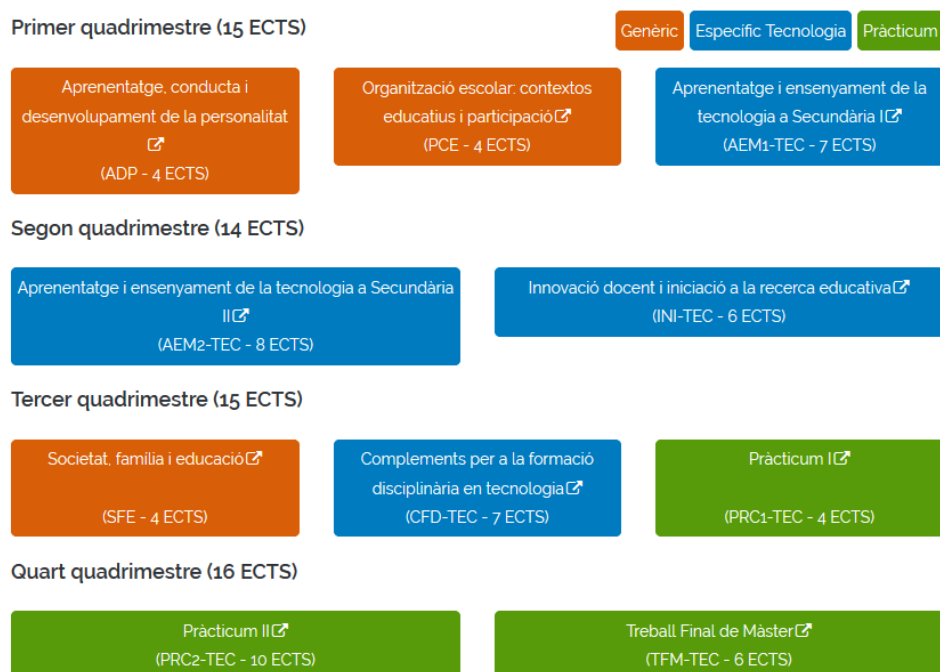 Primer quadrimestre (15 ECTS)
Genèric
Específic Tecnologia
Pràcticum
Aprenentatge, conducta i
desenvolupament de la personalitat
(ADP - 4 ECTS)
Organització escolar: contextos
educatius i participació
(PCE - 4 ECTS)
Aprenentatge i ensenyament de la
tecnologia a Secundària I
(AEM1-TEC - 7 ECTS)
Segon quadrimestre (14 ECTS)
Aprenentatge i ensenyament de la tecnologia a Secundària
II
(AEM2-TEC - 8 ECTS)
Innovació docent i iniciació a la recerca educativa
(INI-TEC - 6 ECTS)
Tercer quadrimestre (15 ECTS)
Societat, família i educació
(SFE - 4 ECTS)
Complements per a la formació
disciplinària en tecnologia
(CFD-TEC - 7 ECTS)
Pràcticum I
(PRC1-TEC - 4 ECTS)
Quart quadrimestre (16 ECTS)
Pràcticum II
(PRC2-TEC - 10 ECTS)
Treball Final de Màster
(TFM-TEC - 6 ECTS)